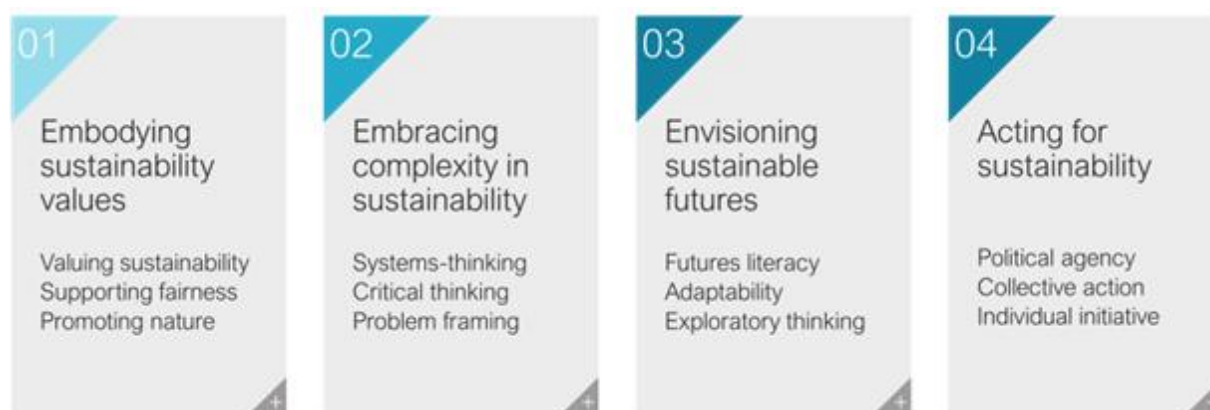 01
Embodying
sustainability
values
Valuing sustainability
Supporting fairness
Promoting nature
+
02
Embracing
complexity in
sustainability
Systems-thinking
Critical thinking
Problem framing
+
03
Envisioning
sustainable
futures
Futures literacy
Adaptability
Exploratory thinking
+
04
Acting for
sustainability
Political agency
Collective action
Individual initiative
+